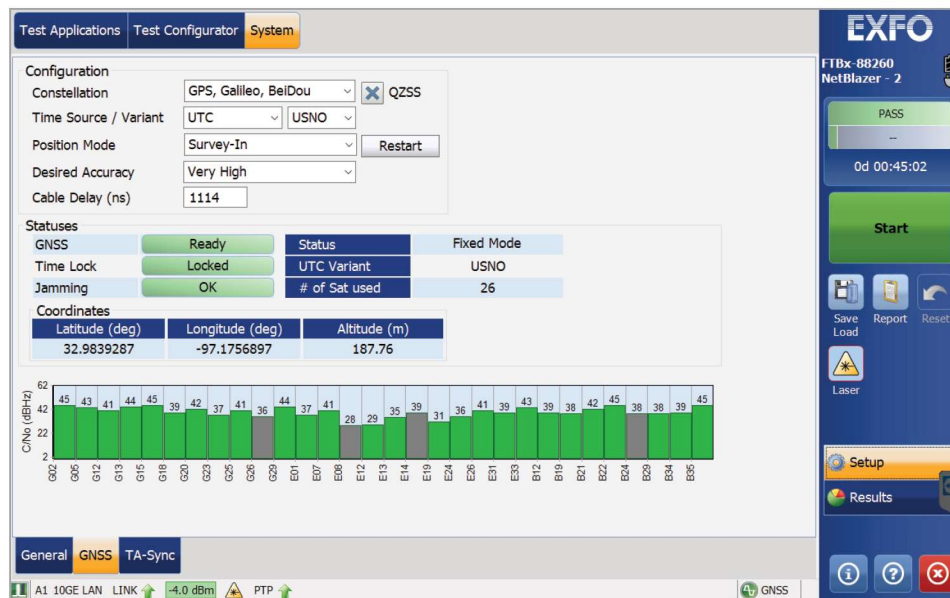 Test Applications Test Configurator System
EXFO
FTBx-88260
NetBlazer - 2
Configuration
Constellation GPS, Galileo, BeiDou QZSS
Time Source / Variant UTC USNO
Position Mode Survey-In Restart
Desired Accuracy Very High
Cable Delay (ns) 1114
PASS
--
0d 00:45:02
Start
Statuses
GNSS Ready Status Fixed Mode
Time Lock Locked UTC Variant USNO
Jamming OK # of Sat used 26
Coordinates
Latitude (deg) Longitude (deg) Altitude (m)
32.9839287 -97.1756897 187.76
Save Load Report Reset
Laser
C/No (dBHz)
62
42
22
2
45 43 41 44 45 39 42 37 41 36 44 37 41 28 29 35 39 31 36 41 39 43 39 38 42 45 38 38 39 45
G02 G05 G12 G13 G15 G18 G20 G23 G25 G26 G29 E01 E07 E08 E12 E13 E14 E19 E24 E26 E31 E33 B12 B19 B21 B22 B24 B29 B34 B35
Setup
Results
General GNSS TA-Sync
A1 10GE LAN LINK -4.0 dBm PTP GNSS